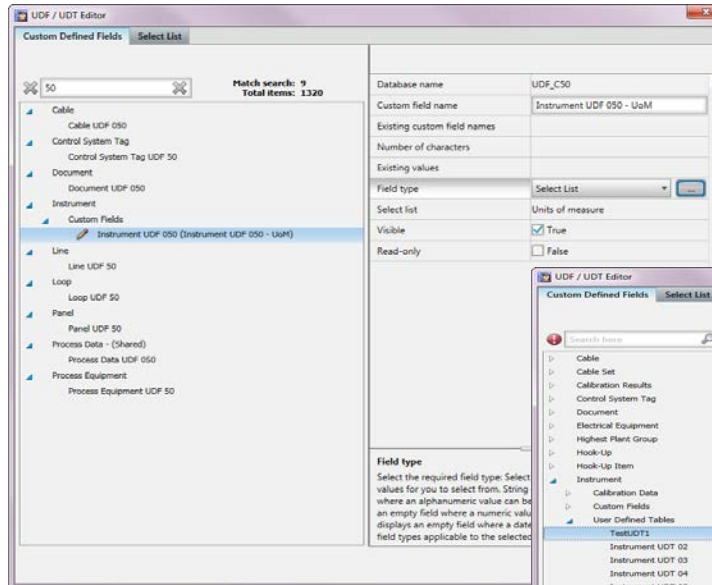 UDF / UDT Editor
Custom Defined Fields Select List
50
Match search: 9
Total items: 1320
Cable
Cable UDF 050
Control System Tag
Control System Tag UDF 50
Document
Document UDF 050
Instrument
Custom Fields
Instrument UDF 050 (Instrument UDF 050 - UoM)
Line
Line UDF 50
Loop
Loop UDF 50
Panel
Panel UDF 50
Process Data - (Shared)
Process Data UDF 050
Process Equipment
Process Equipment UDF 50
Database name UDF_C50
Custom field name Instrument UDF 050 - UoM
Existing custom field names
Number of characters
Existing values
Field type Select List ...
Select list Units of measure
Visible True
Read-only False
Field type
Select the required field type: Select
values for you to select from. String
where an alphanumeric value can be
an empty field where a numeric valu
displays an empty field where a date
field types applicable to the selected
UDF / UDT Editor
Custom Defined Fields Select List
Search here
Cable
Cable Set
Calibration Results
Control System Tag
Document
Electrical Equipment
Highest Plant Group
Hook-Up
Hook-Up Item
Instrument
Calibration Data
Custom Fields
User Defined Tables
TestUDT1
Instrument UDT 02
Instrument UDT 03
Instrument UDT 04